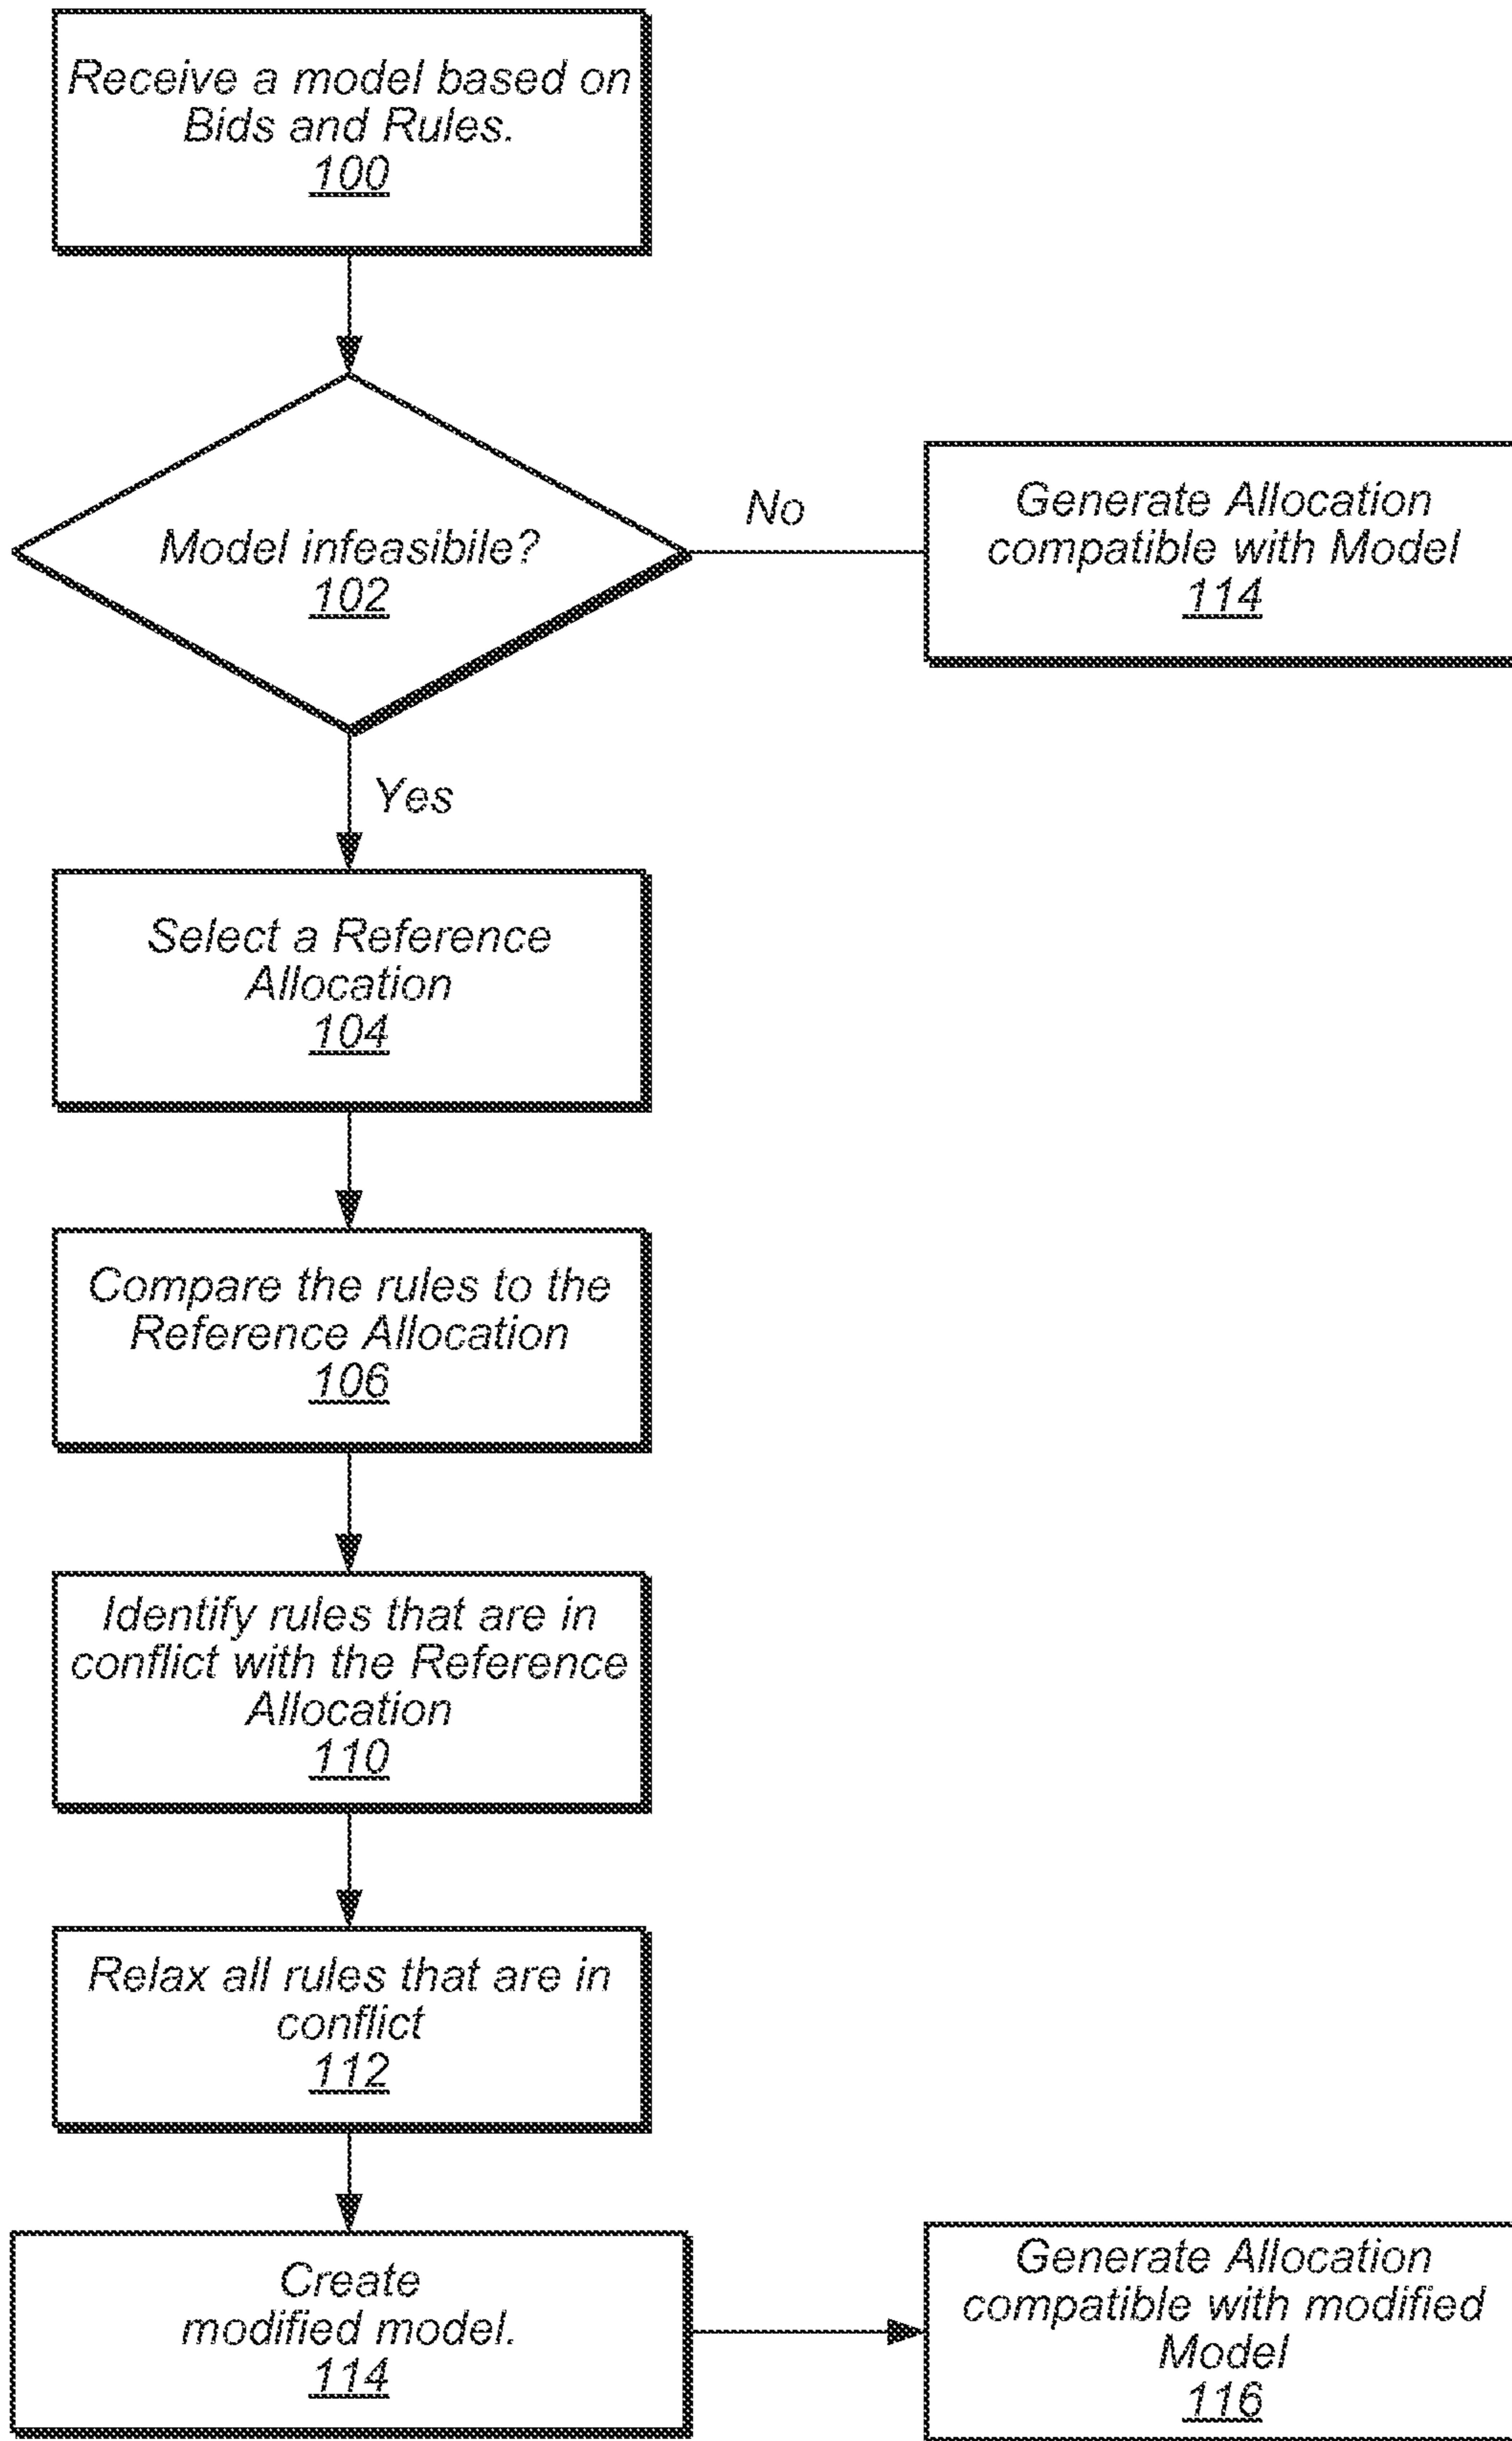 Receive a model based on
Bids and Rules.
100
Model infeasibile?
102
No
Generate Allocation
compatible with Model
114
Yes
Select a Reference
Allocation
104
Compare the rules to the
Reference Allocation
106
Identify rules that are in
conflict with the Reference
Allocation
110
Relax all rules that are in
conflict
112
Create
modified model.
114
Generate Allocation
compatible with modified
Model
116